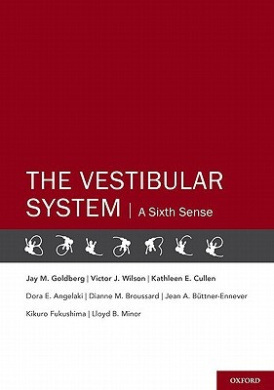 THE VESTIBULAR
SYSTEM | A Sixth Sense
Jay M. Goldberg | Victor J. Wilson | Kathleen E. Cullen
Dora E. Angelaki | Dianne M. Broussard | Jean A. Büttner-Ennever
Kikuro Fukushima | Lloyd B. Minor
OXFORD